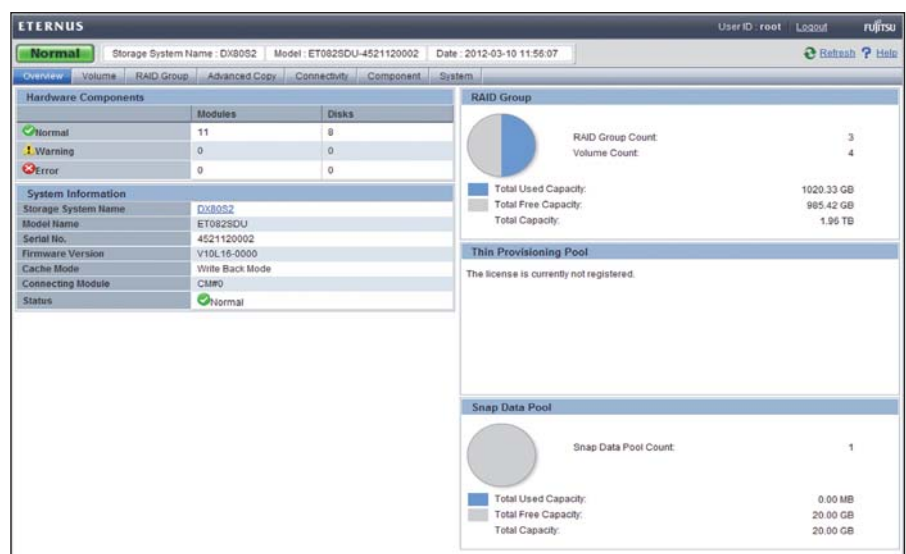 ETERNUS
User ID : root Logout FUJITSU
Normal Storage System Name : DX80S2 Model : ET082SDU-4521120002 Date : 2012-03-10 11:56:07 Refresh ? Help
Overview Volume RAID Group Advanced Copy Connectivity Component System
Hardware Components
Modules Disks
Normal 11 8
Warning 0 0
Error 0 0
System Information
Storage System Name DX80S2
Model Name ET082SDU
Serial No. 4521120002
Firmware Version V10L16-0000
Cache Mode Write Back Mode
Connecting Module CM#0
Status Normal
RAID Group
RAID Group Count: 3
Volume Count: 4
Total Used Capacity: 1020.33 GB
Total Free Capacity: 985.42 GB
Total Capacity: 1.96 TB
Thin Provisioning Pool
The license is currently not registered.
Snap Data Pool
Snap Data Pool Count: 1
Total Used Capacity: 0.00 MB
Total Free Capacity: 20.00 GB
Total Capacity: 20.00 GB